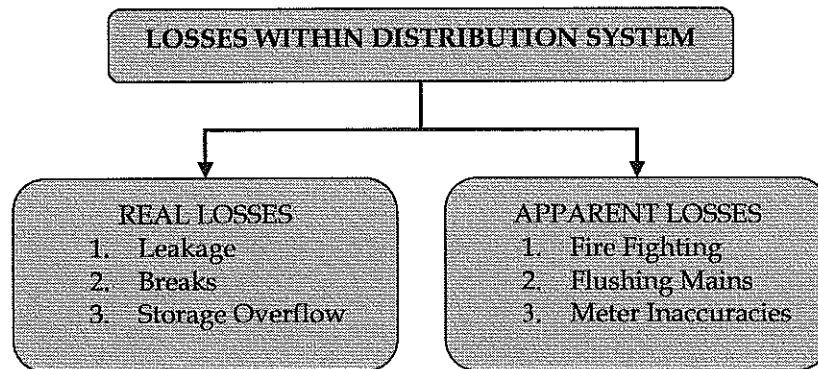 LOSSES WITHIN DISTRIBUTION SYSTEM
REAL LOSSES
1. Leakage
2. Breaks
3. Storage Overflow
APPARENT LOSSES
1. Fire Fighting
2. Flushing Mains
3. Meter Inaccuracies